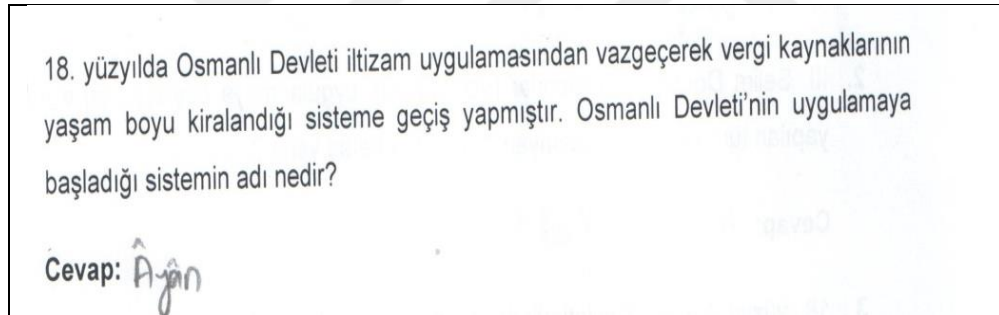 18. yüzyılda Osmanlı Devleti iltizam uygulamasından vazgeçerek vergi kaynaklarının
yaşam boyu kiralandığı sisteme geçiş yapmıştır. Osmanlı Devleti'nin uygulamaya
başladığı sistemin adı nedir?
Cevap: Âyân